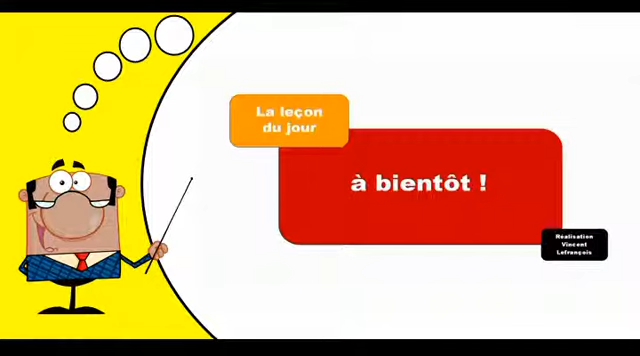 La leçon
du jour
à bientôt !
Réalisation
Vincent
Lefrançois